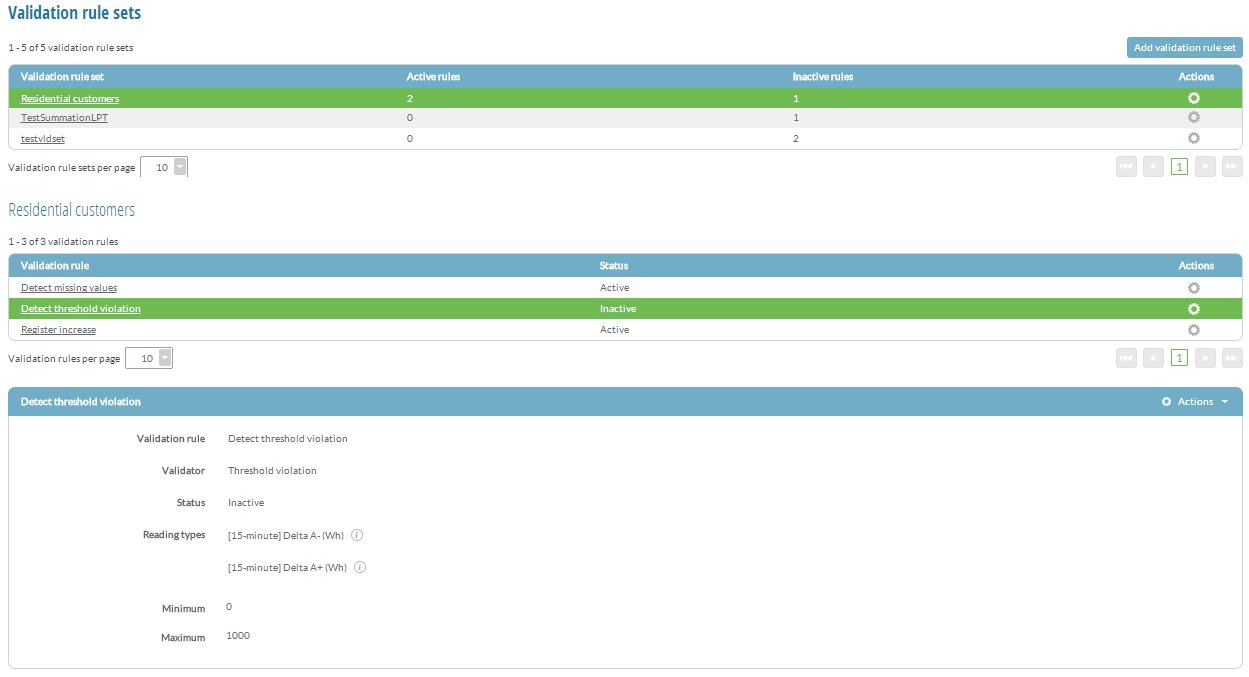 Validation rule sets
1 - 5 of 5 validation rule sets
Add validation rule set
Validation rule set Active rules Inactive rules Actions
Residential customers 2 1
TestSummationLPT 0 1
testvldset 0 2
Validation rule sets per page 10 1
Residential customers
1 - 3 of 3 validation rules
Validation rule Status Actions
Detect missing values Active
Detect threshold violation Inactive
Register increase Active
Validation rules per page 10 1
Detect threshold violation Actions
Validation rule Detect threshold violation
Validator Threshold violation
Status Inactive
Reading types [15-minute] Delta A- (Wh) i
[15-minute] Delta A+ (Wh) i
Minimum 0
Maximum 1000